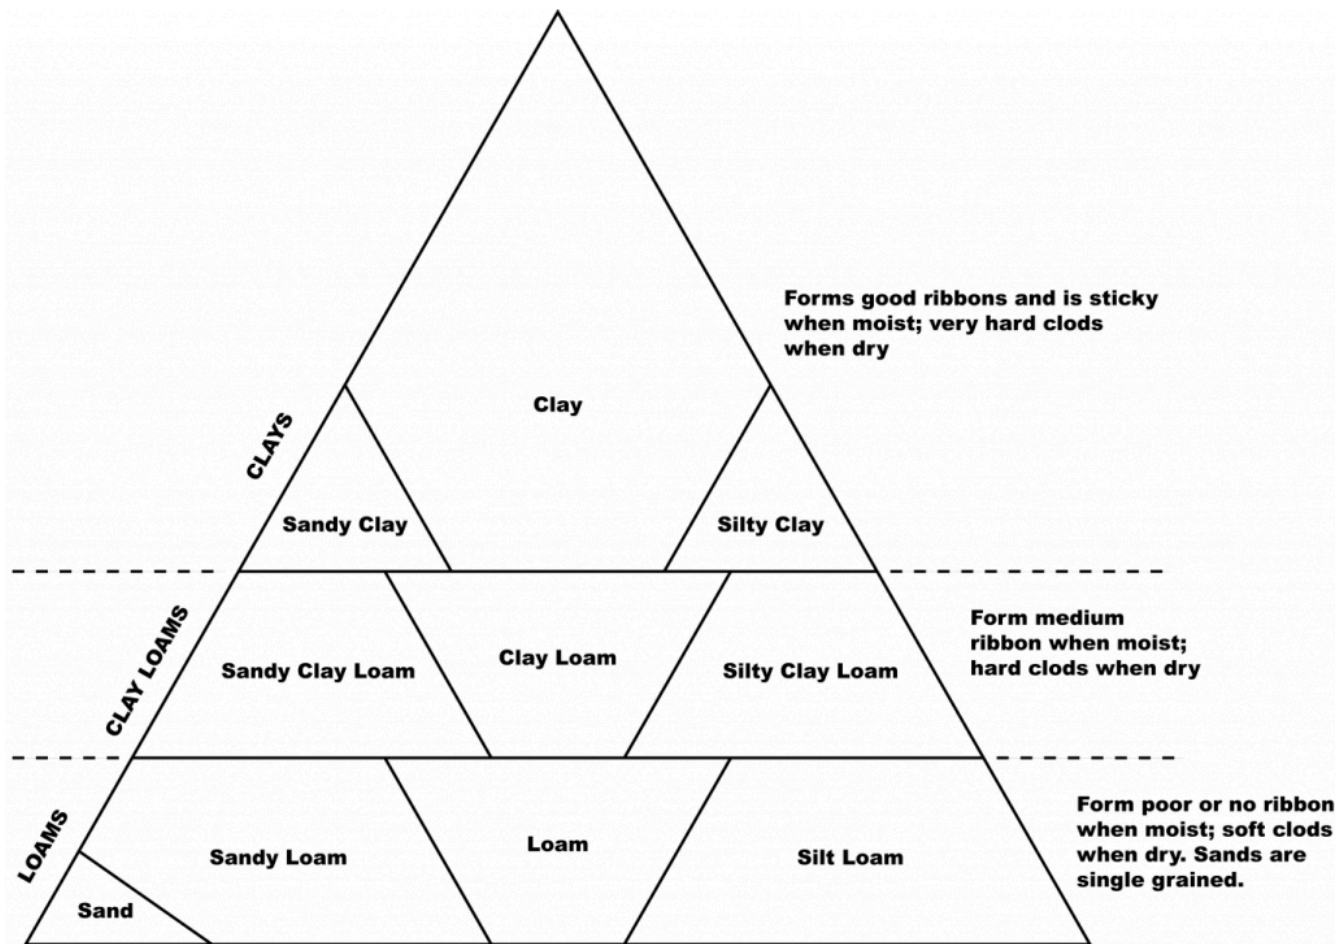 Forms good ribbons and is sticky
when moist; very hard clods
when dry
Clay
CLAYS
Sandy Clay
Silty Clay
Form medium
ribbon when moist;
hard clods when dry
CLAY LOAMS
Sandy Clay Loam
Clay Loam
Silty Clay Loam
Form poor or no ribbon
when moist; soft clods
when dry. Sands are
single grained.
LOAMS
Sandy Loam
Loam
Silt Loam
Sand